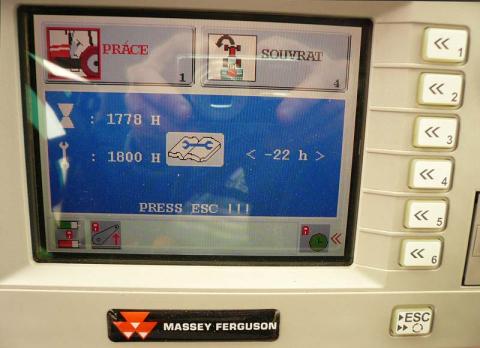 PRÁCE
1
SOUVRAT
4
: 1778 H
: 1800 H
< -22 h >
PRESS ESC !!!
« 1
« 2
« 3
« 4
« 5
« 6
ESC
MASSEY FERGUSON